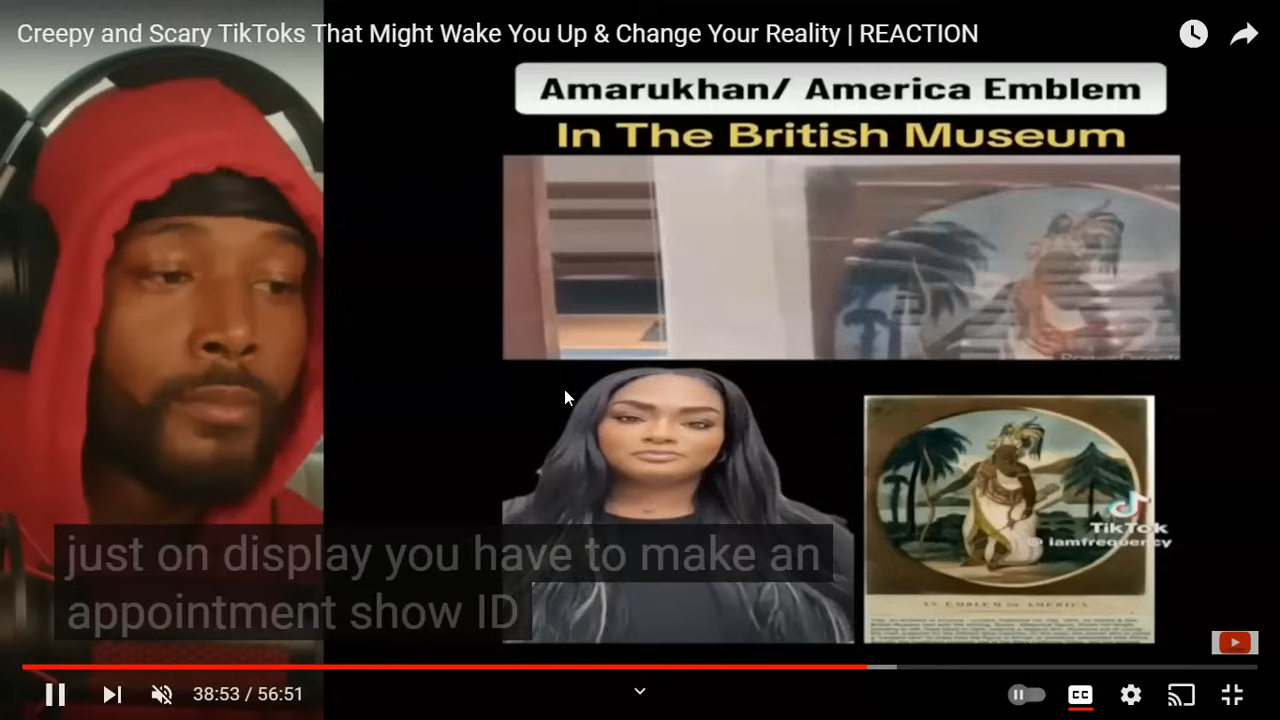 Creepy and Scary TikToks That Might Wake You Up & Change Your Reality | REACTION
Amarukhan/ America Emblem
In The British Museum
TikTok
@ iamfrequency
just on display you have to make an
appointment show ID
AN EMBLEM OF AMERICA
38:53 / 56:51
CC